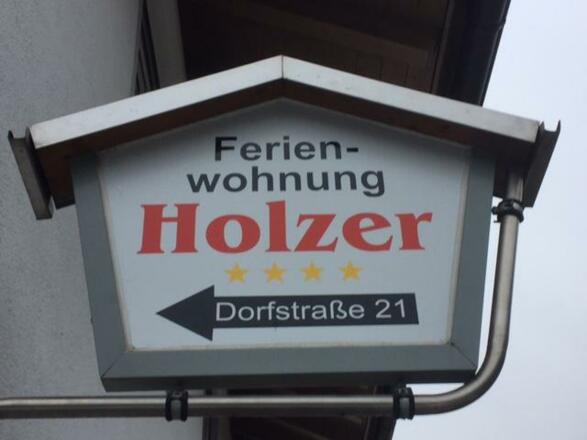 Ferien-
wohnung
Holzer
Dorfstraße 21